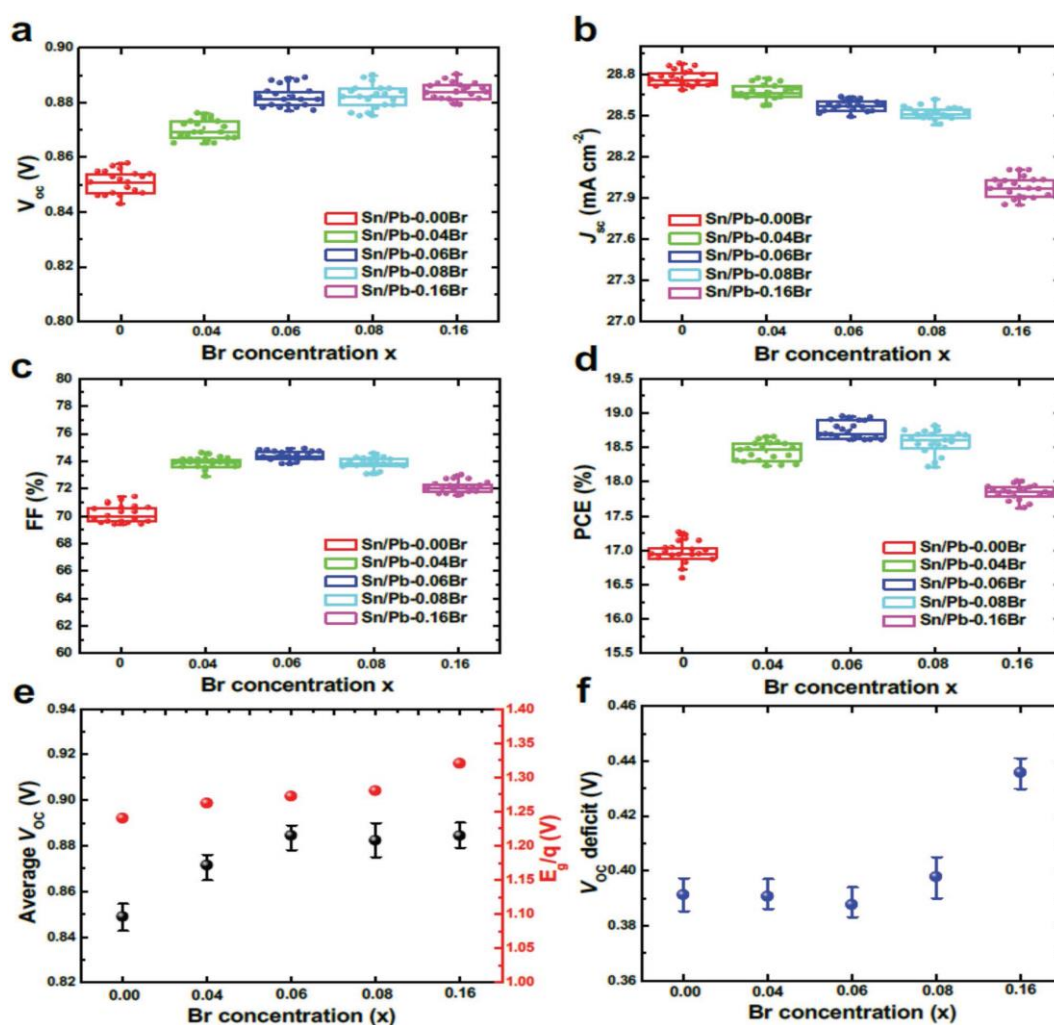 a
0.90
0.88
0.86
0.84
0.82
0.80
V_oc (V)
Sn/Pb-0.00Br
Sn/Pb-0.04Br
Sn/Pb-0.06Br
Sn/Pb-0.08Br
Sn/Pb-0.16Br
0 0.04 0.06 0.08 0.16
Br concentration x
b
28.8
28.5
28.2
27.9
27.6
27.3
27.0
J_sc (mA cm⁻²)
Sn/Pb-0.00Br
Sn/Pb-0.04Br
Sn/Pb-0.06Br
Sn/Pb-0.08Br
Sn/Pb-0.16Br
0 0.04 0.06 0.08 0.16
Br concentration x
c
80
78
76
74
72
70
68
66
64
62
60
FF (%)
Sn/Pb-0.00Br
Sn/Pb-0.04Br
Sn/Pb-0.06Br
Sn/Pb-0.08Br
Sn/Pb-0.16Br
0 0.04 0.06 0.08 0.16
Br concentration x
d
19.5
19.0
18.5
18.0
17.5
17.0
16.5
16.0
15.5
PCE (%)
Sn/Pb-0.00Br
Sn/Pb-0.04Br
Sn/Pb-0.06Br
Sn/Pb-0.08Br
Sn/Pb-0.16Br
0 0.04 0.06 0.08 0.16
Br concentration x
e
0.94
0.92
0.90
0.88
0.86
0.84
0.82
Average V_OC (V)
1.40
1.35
1.30
1.25
1.20
1.15
1.10
1.05
1.00
E_g/q (V)
0.00 0.04 0.06 0.08 0.16
Br concentration (x)
f
0.46
0.44
0.42
0.40
0.38
0.36
V_OC deficit (V)
0.00 0.04 0.06 0.08 0.16
Br concentration (x)